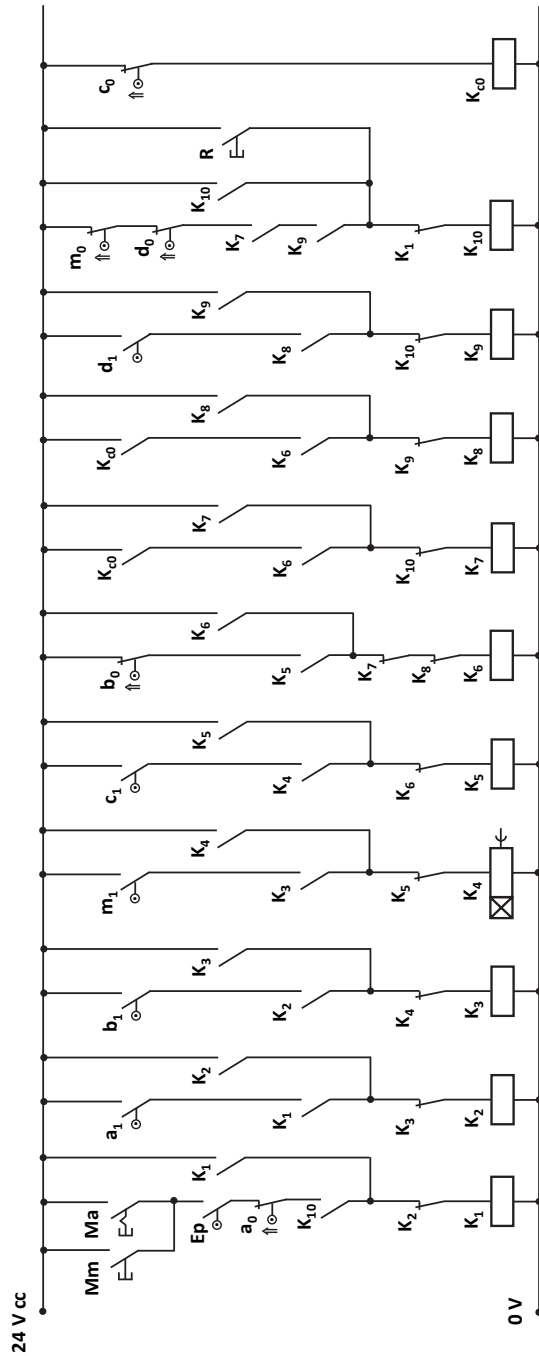 24 V cc
Mm
Ma
Ep
a₀
K₁₀
K₁
K₂
K₁
a₁
K₁
K₂
K₃
K₂
b₁
K₂
K₃
K₄
K₃
m₁
K₃
K₄
K₅
K₄
c₁
K₄
K₅
K₆
K₅
b₀
K₅
K₆
K₇
K₈
K₆
K꜀₀
K₆
K₇
K₁₀
K₇
K꜀₀
K₆
K₈
K₉
K₈
d₁
K₈
K₉
K₁₀
K₉
m₀
d₀
K₇
K₉
K₁₀
R
K₁
K₁₀
c₀
K꜀₀
0 V